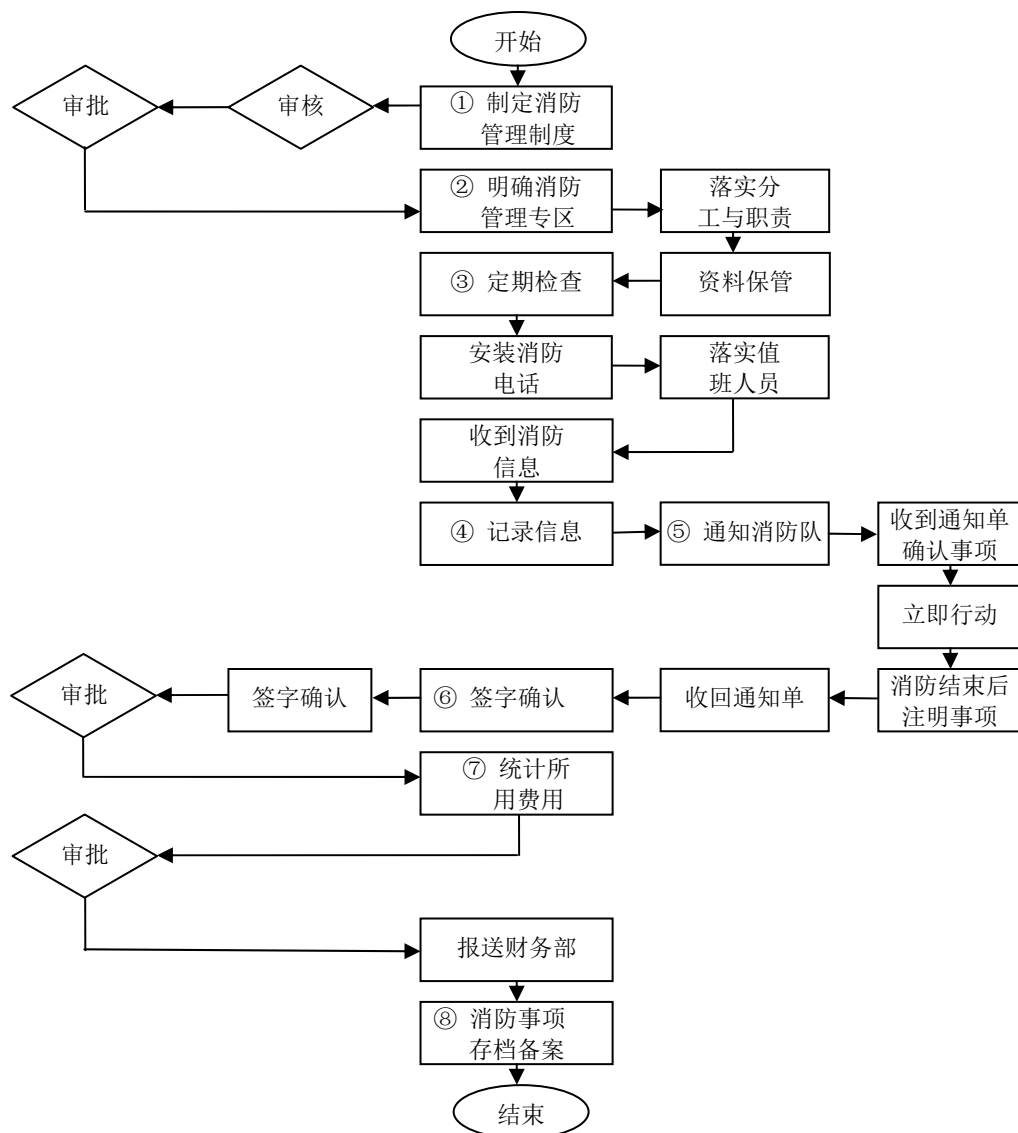 开始
审批
审核
① 制定消防
管理制度
② 明确消防
管理专区
落实分
工与职责
③ 定期检查
资料保管
安装消防
电话
落实值
班人员
收到消防
信息
④ 记录信息
⑤ 通知消防队
收到通知单
确认事项
立即行动
审批
签字确认
⑥ 签字确认
收回通知单
消防结束后
注明事项
⑦ 统计所
用费用
审批
报送财务部
⑧ 消防事项
存档备案
结束